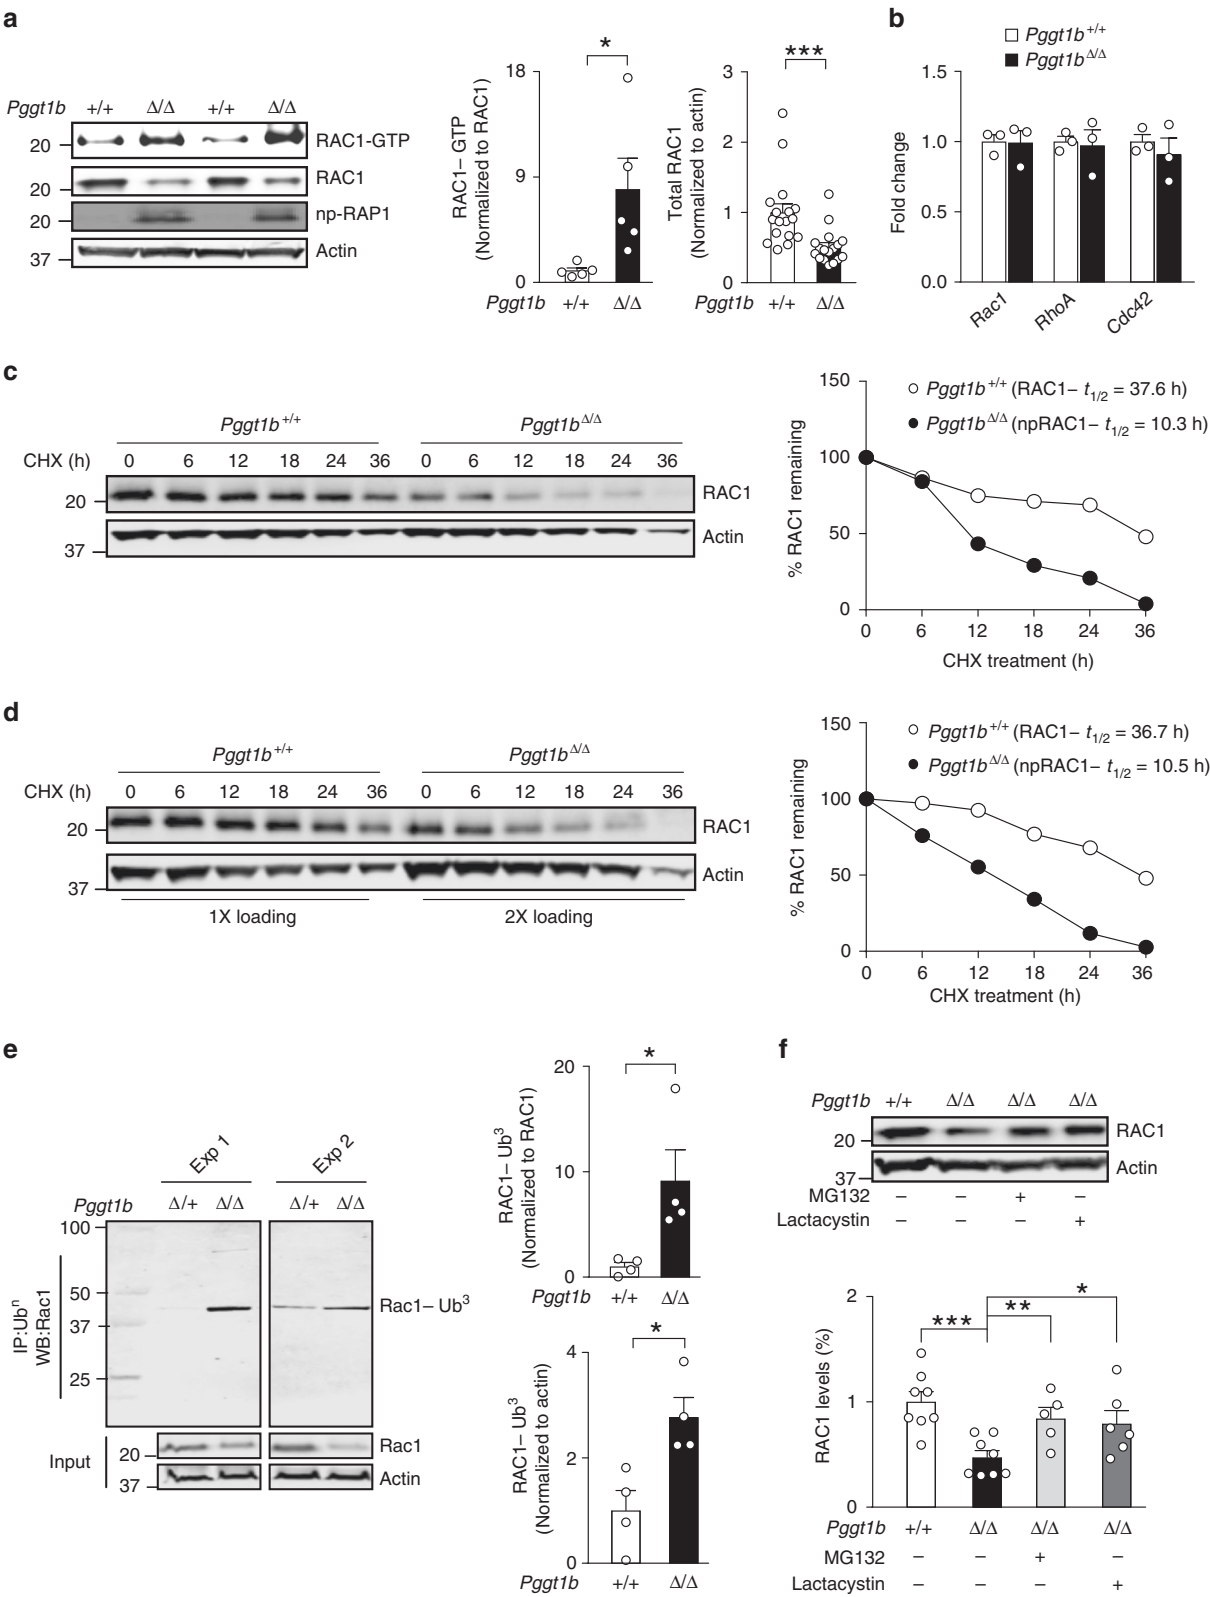 a
Pggt1b +/+ Δ/Δ +/+ Δ/Δ
20 RAC1-GTP
20 RAC1
20 np-RAP1
37 Actin
RAC1– GTP
(Normalized to RAC1)
18
9
0
*
Pggt1b +/+ Δ/Δ
Total RAC1
(Normalized to actin)
3
2
1
0
***
Pggt1b +/+ Δ/Δ
b
Pggt1b+/+
Pggt1bΔ/Δ
Fold change
1.5
1.0
0.5
0.0
Rac1 RhoA Cdc42
c
Pggt1b+/+ Pggt1bΔ/Δ
CHX (h) 0 6 12 18 24 36 0 6 12 18 24 36
20 RAC1
37 Actin
% RAC1 remaining
150
100
50
0
Pggt1b+/+ (RAC1– t1/2 = 37.6 h)
Pggt1bΔ/Δ (npRAC1– t1/2 = 10.3 h)
0 6 12 18 24 36
CHX treatment (h)
d
Pggt1b+/+ Pggt1bΔ/Δ
CHX (h) 0 6 12 18 24 36 0 6 12 18 24 36
20 RAC1
37 Actin
1X loading 2X loading
% RAC1 remaining
150
100
50
0
Pggt1b+/+ (RAC1– t1/2 = 36.7 h)
Pggt1bΔ/Δ (npRAC1– t1/2 = 10.5 h)
0 6 12 18 24 36
CHX treatment (h)
e
Exp 1 Exp 2
Pggt1b Δ/+ Δ/Δ Δ/+ Δ/Δ
IP:Ubn
WB:Rac1
100
50
37
25
Rac1– Ub3
Input
20 Rac1
37 Actin
RAC1– Ub3
(Normalized to RAC1)
20
10
0
*
Pggt1b +/+ Δ/Δ
RAC1– Ub3
(Normalized to actin)
4
2
0
*
Pggt1b +/+ Δ/Δ
f
Pggt1b +/+ Δ/Δ Δ/Δ Δ/Δ
20 RAC1
37 Actin
MG132 – – + –
Lactacystin – – – +
RAC1 levels (%)
2
1
0
*** ** *
Pggt1b +/+ Δ/Δ Δ/Δ Δ/Δ
MG132 – – + –
Lactacystin – – – +